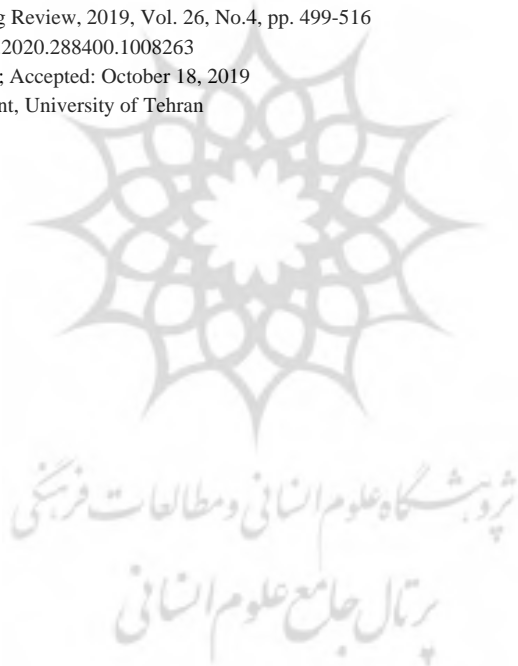 g Review, 2019, Vol. 26, No.4, pp. 499-516
2020.288400.1008263
; Accepted: October 18, 2019
nt, University of Tehran
پژوهشگاه علوم انسانی و مطالعات فرهنگی
پرتال جامع علوم انسانی